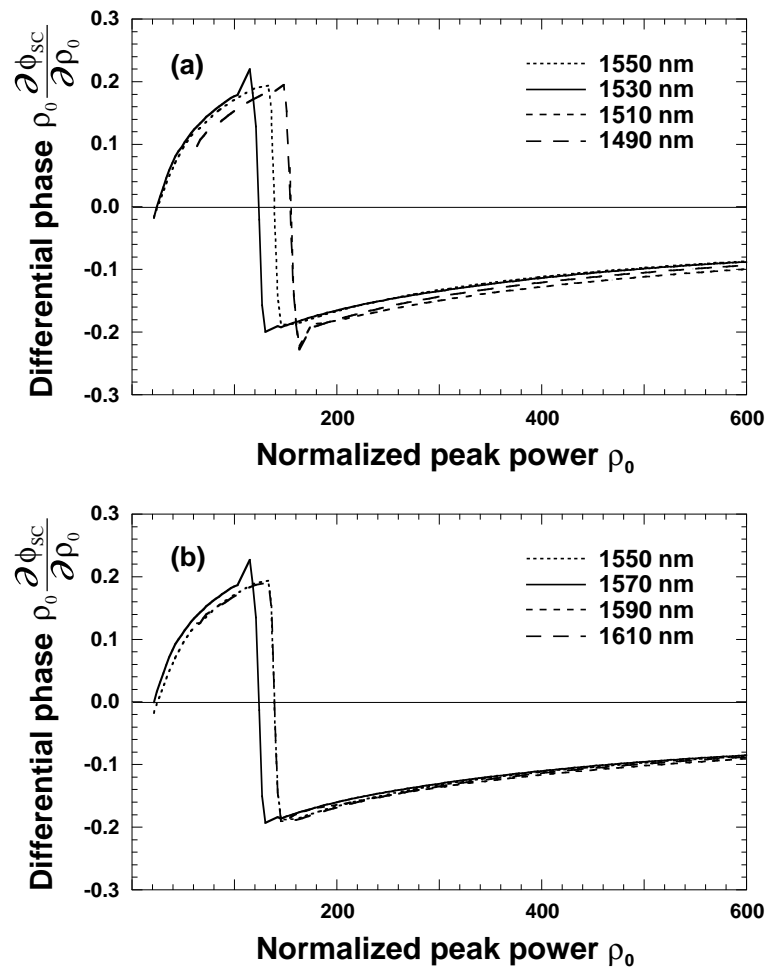 (a)
1550 nm
1530 nm
1510 nm
1490 nm
0.3
0.2
0.1
0.0
-0.1
-0.2
-0.3
200
400
600
Differential phase ρ₀ ∂ϕ_SC/∂ρ₀
Normalized peak power ρ₀
(b)
1550 nm
1570 nm
1590 nm
1610 nm
0.3
0.2
0.1
0.0
-0.1
-0.2
-0.3
200
400
600
Differential phase ρ₀ ∂ϕ_SC/∂ρ₀
Normalized peak power ρ₀